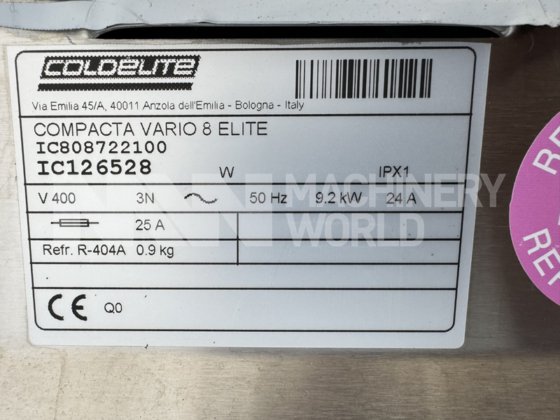 COLDELITE
Via Emilia 45/A, 40011 Anzola dell'Emilia - Bologna - Italy
COMPACTA VARIO 8 ELITE
IC808722100
IC126528 W IPX1
V 400 3N 50 Hz 9.2 kW 24 A
25 A
Refr. R-404A 0.9 kg
CE Q0
MACHINERY
WORLD